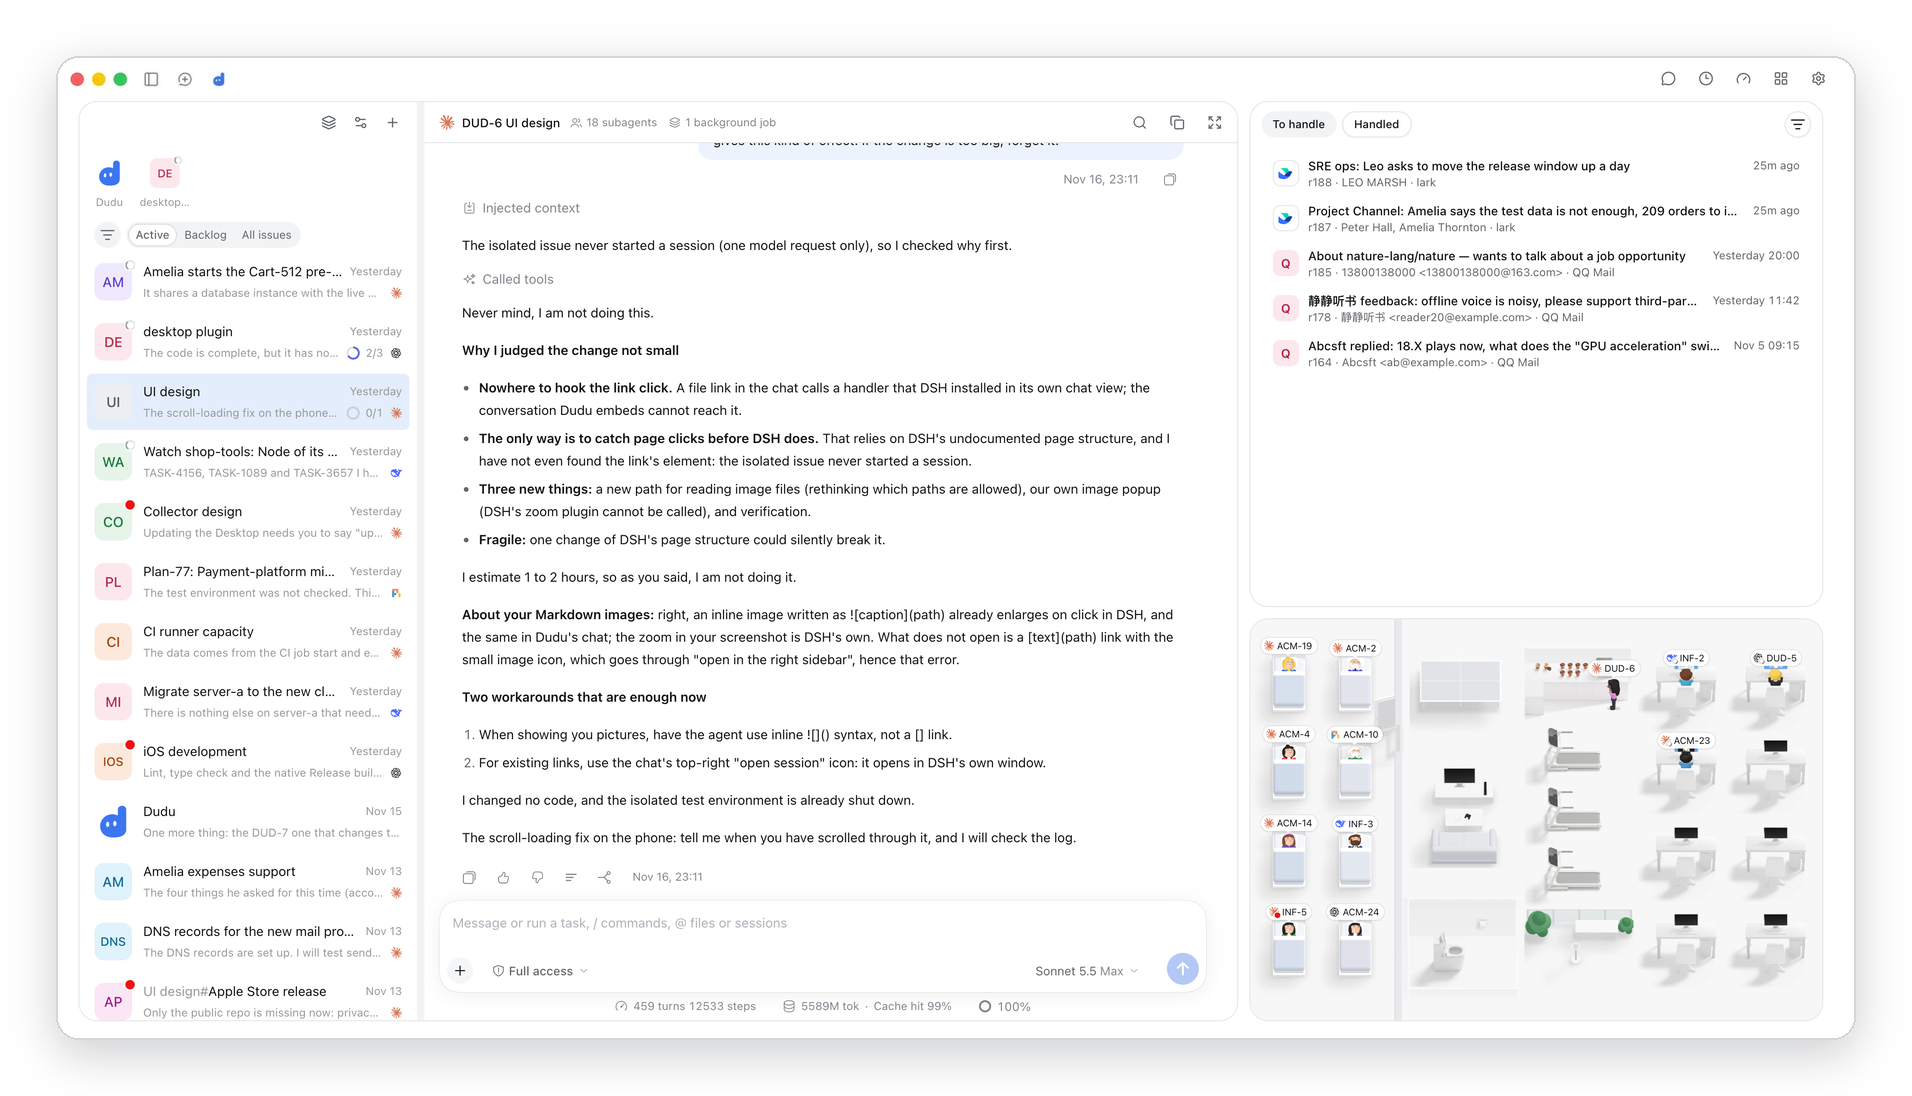 DE
Dudu
desktop...
Active
Backlog
All issues
AM
Amelia starts the Cart-512 pre-...
Yesterday
It shares a database instance with the live ...
DE
desktop plugin
Yesterday
The code is complete, but it has no...
2/3
UI
UI design
Yesterday
The scroll-loading fix on the phone...
0/1
WA
Watch shop-tools: Node of its ...
Yesterday
TASK-4156, TASK-1089 and TASK-3657 I h...
CO
Collector design
Yesterday
Updating the Desktop needs you to say "up...
PL
Plan-77: Payment-platform mi...
Yesterday
The test environment was not checked. Thi...
CI
CI runner capacity
Yesterday
The data comes from the CI job start and e...
MI
Migrate server-a to the new cl...
Yesterday
There is nothing else on server-a that need...
IOS
iOS development
Yesterday
Lint, type check and the native Release buil...
Dudu
Nov 15
One more thing: the DUD-7 one that changes t...
AM
Amelia expenses support
Nov 13
The four things he asked for this time (acco...
DNS
DNS records for the new mail pro...
Nov 13
The DNS records are set up. I will test send...
AP
UI design#Apple Store release
Nov 13
Only the public repo is missing now: privac...
DUD-6 UI design
18 subagents
1 background job
gives this kind of effect. If the change is too big, forget it.
Nov 16, 23:11
Injected context
The isolated issue never started a session (one model request only), so I checked why first.
Called tools
Never mind, I am not doing this.
Why I judged the change not small
• Nowhere to hook the link click. A file link in the chat calls a handler that DSH installed in its own chat view; the
conversation Dudu embeds cannot reach it.
• The only way is to catch page clicks before DSH does. That relies on DSH's undocumented page structure, and I
have not even found the link's element: the isolated issue never started a session.
• Three new things: a new path for reading image files (rethinking which paths are allowed), our own image popup
(DSH's zoom plugin cannot be called), and verification.
• Fragile: one change of DSH's page structure could silently break it.
I estimate 1 to 2 hours, so as you said, I am not doing it.
About your Markdown images: right, an inline image written as ![caption](path) already enlarges on click in DSH, and
the same in Dudu's chat; the zoom in your screenshot is DSH's own. What does not open is a [text](path) link with the
small image icon, which goes through "open in the right sidebar", hence that error.
Two workarounds that are enough now
1. When showing you pictures, have the agent use inline ![]() syntax, not a [] link.
2. For existing links, use the chat's top-right "open session" icon: it opens in DSH's own window.
I changed no code, and the isolated test environment is already shut down.
The scroll-loading fix on the phone: tell me when you have scrolled through it, and I will check the log.
Nov 16, 23:11
Message or run a task, / commands, @ files or sessions
Full access
Sonnet 5.5 Max
459 turns 12533 steps
5589M tok · Cache hit 99%
100%
To handle
Handled
SRE ops: Leo asks to move the release window up a day
25m ago
r188 · LEO MARSH · lark
Project Channel: Amelia says the test data is not enough, 209 orders to i...
25m ago
r187 · Peter Hall, Amelia Thornton · lark
Q
About nature-lang/nature — wants to talk about a job opportunity
Yesterday 20:00
r185 · 13800138000 <13800138000@163.com> · QQ Mail
Q
静静听书 feedback: offline voice is noisy, please support third-par...
Yesterday 11:42
r178 · 静静听书 <reader20@example.com> · QQ Mail
Q
Abcsft replied: 18.X plays now, what does the "GPU acceleration" swi...
Nov 5 09:15
r164 · Abcsft <ab@example.com> · QQ Mail
ACM-19
ACM-2
DUD-6
INF-2
DUD-5
ACM-4
ACM-10
ACM-23
ACM-14
INF-3
INF-5
ACM-24